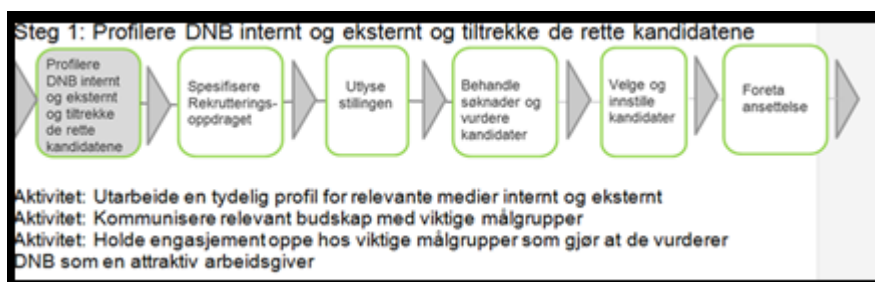 Steg 1: Profilere DNB internt og eksternt og tiltrekke de rette kandidatene
Profilere
DNB internt
og eksternt
og tiltrekke
de rette
kandidatene
Spesifisere
Rekrutterings-
oppdraget
Utlyse
stillingen
Behandle
søknader og
vurdere
kandidater
Velge og
innstille
kandidater
Foreta
ansettelse
Aktivitet: Utarbeide en tydelig profil for relevante medier internt og eksternt
Aktivitet: Kommunisere relevant budskap med viktige målgrupper
Aktivitet: Holde engasjement oppe hos viktige målgrupper som gjør at de vurderer
DNB som en attraktiv arbeidsgiver